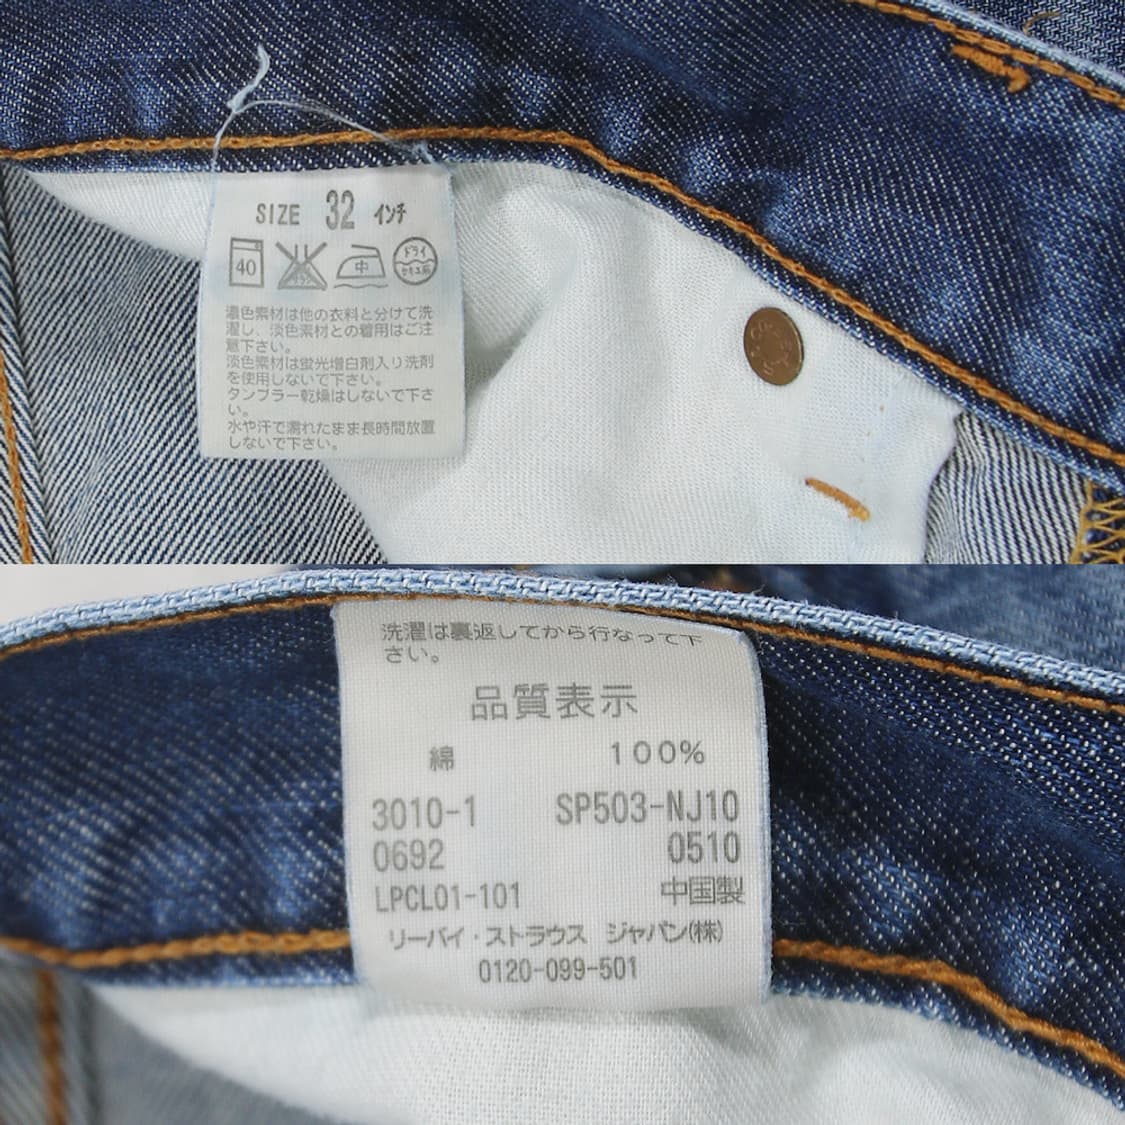 SIZE 32 インチ
40 中 ドライ
濃色素材は他の衣料と分けて洗
濯し、淡色素材との着用はご注
意下さい。
淡色素材は蛍光増白剤入り洗剤
を使用しないで下さい。
タンブラー乾燥はしないで下さ
い。
水や汗で濡れたまま長時間放置
しないで下さい。
洗濯は裏返してから行なって下
さい。
品質表示
綿 100%
3010-1 SP503-NJ10
0692 0510
LPCL01-101 中国製
リーバイ・ストラウス ジャパン(株)
0120-099-501